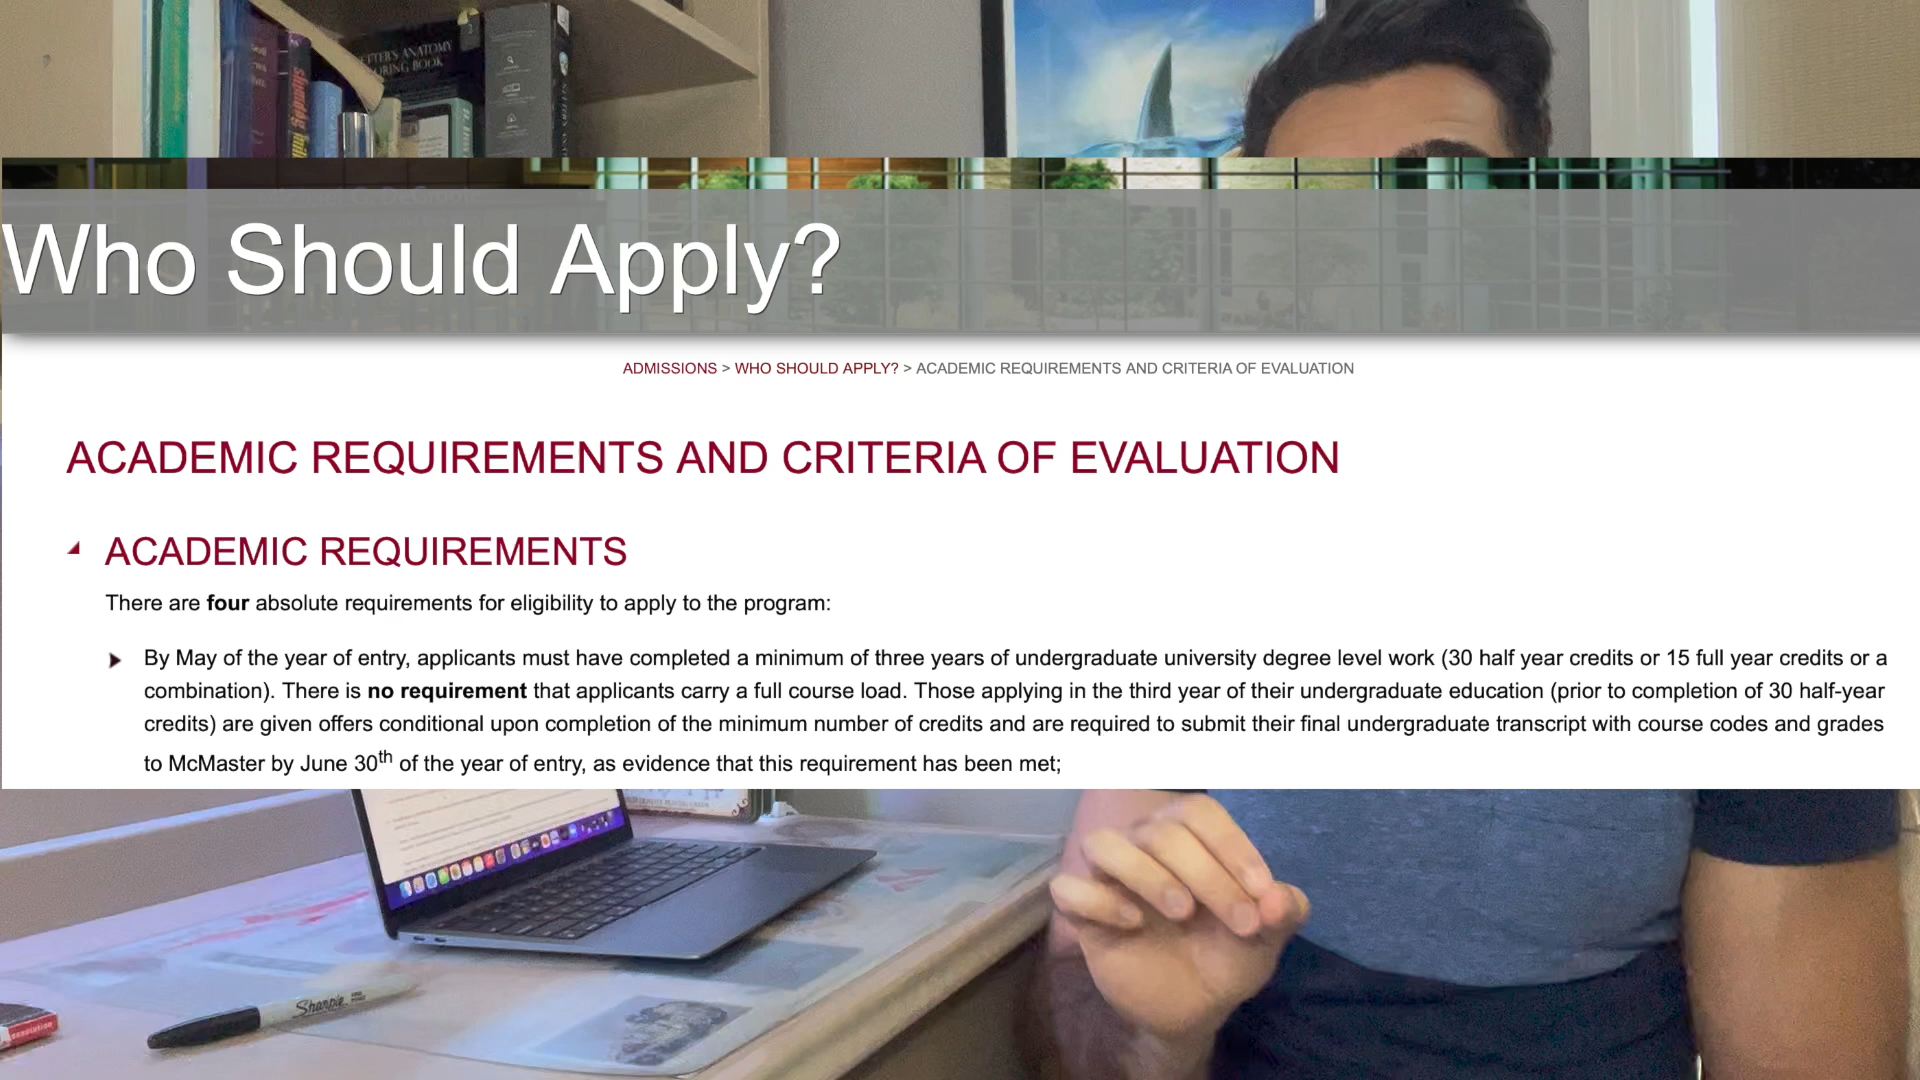 ANATOMY
BOOK
Who Should Apply?
ADMISSIONS > WHO SHOULD APPLY? > ACADEMIC REQUIREMENTS AND CRITERIA OF EVALUATION
ACADEMIC REQUIREMENTS AND CRITERIA OF EVALUATION
ACADEMIC REQUIREMENTS
There are four absolute requirements for eligibility to apply to the program:
By May of the year of entry, applicants must have completed a minimum of three years of undergraduate university degree level work (30 half year credits or 15 full year credits or a
combination). There is no requirement that applicants carry a full course load. Those applying in the third year of their undergraduate education (prior to completion of 30 half-year
credits) are given offers conditional upon completion of the minimum number of credits and are required to submit their final undergraduate transcript with course codes and grades
to McMaster by June 30th of the year of entry, as evidence that this requirement has been met;
Sharpie